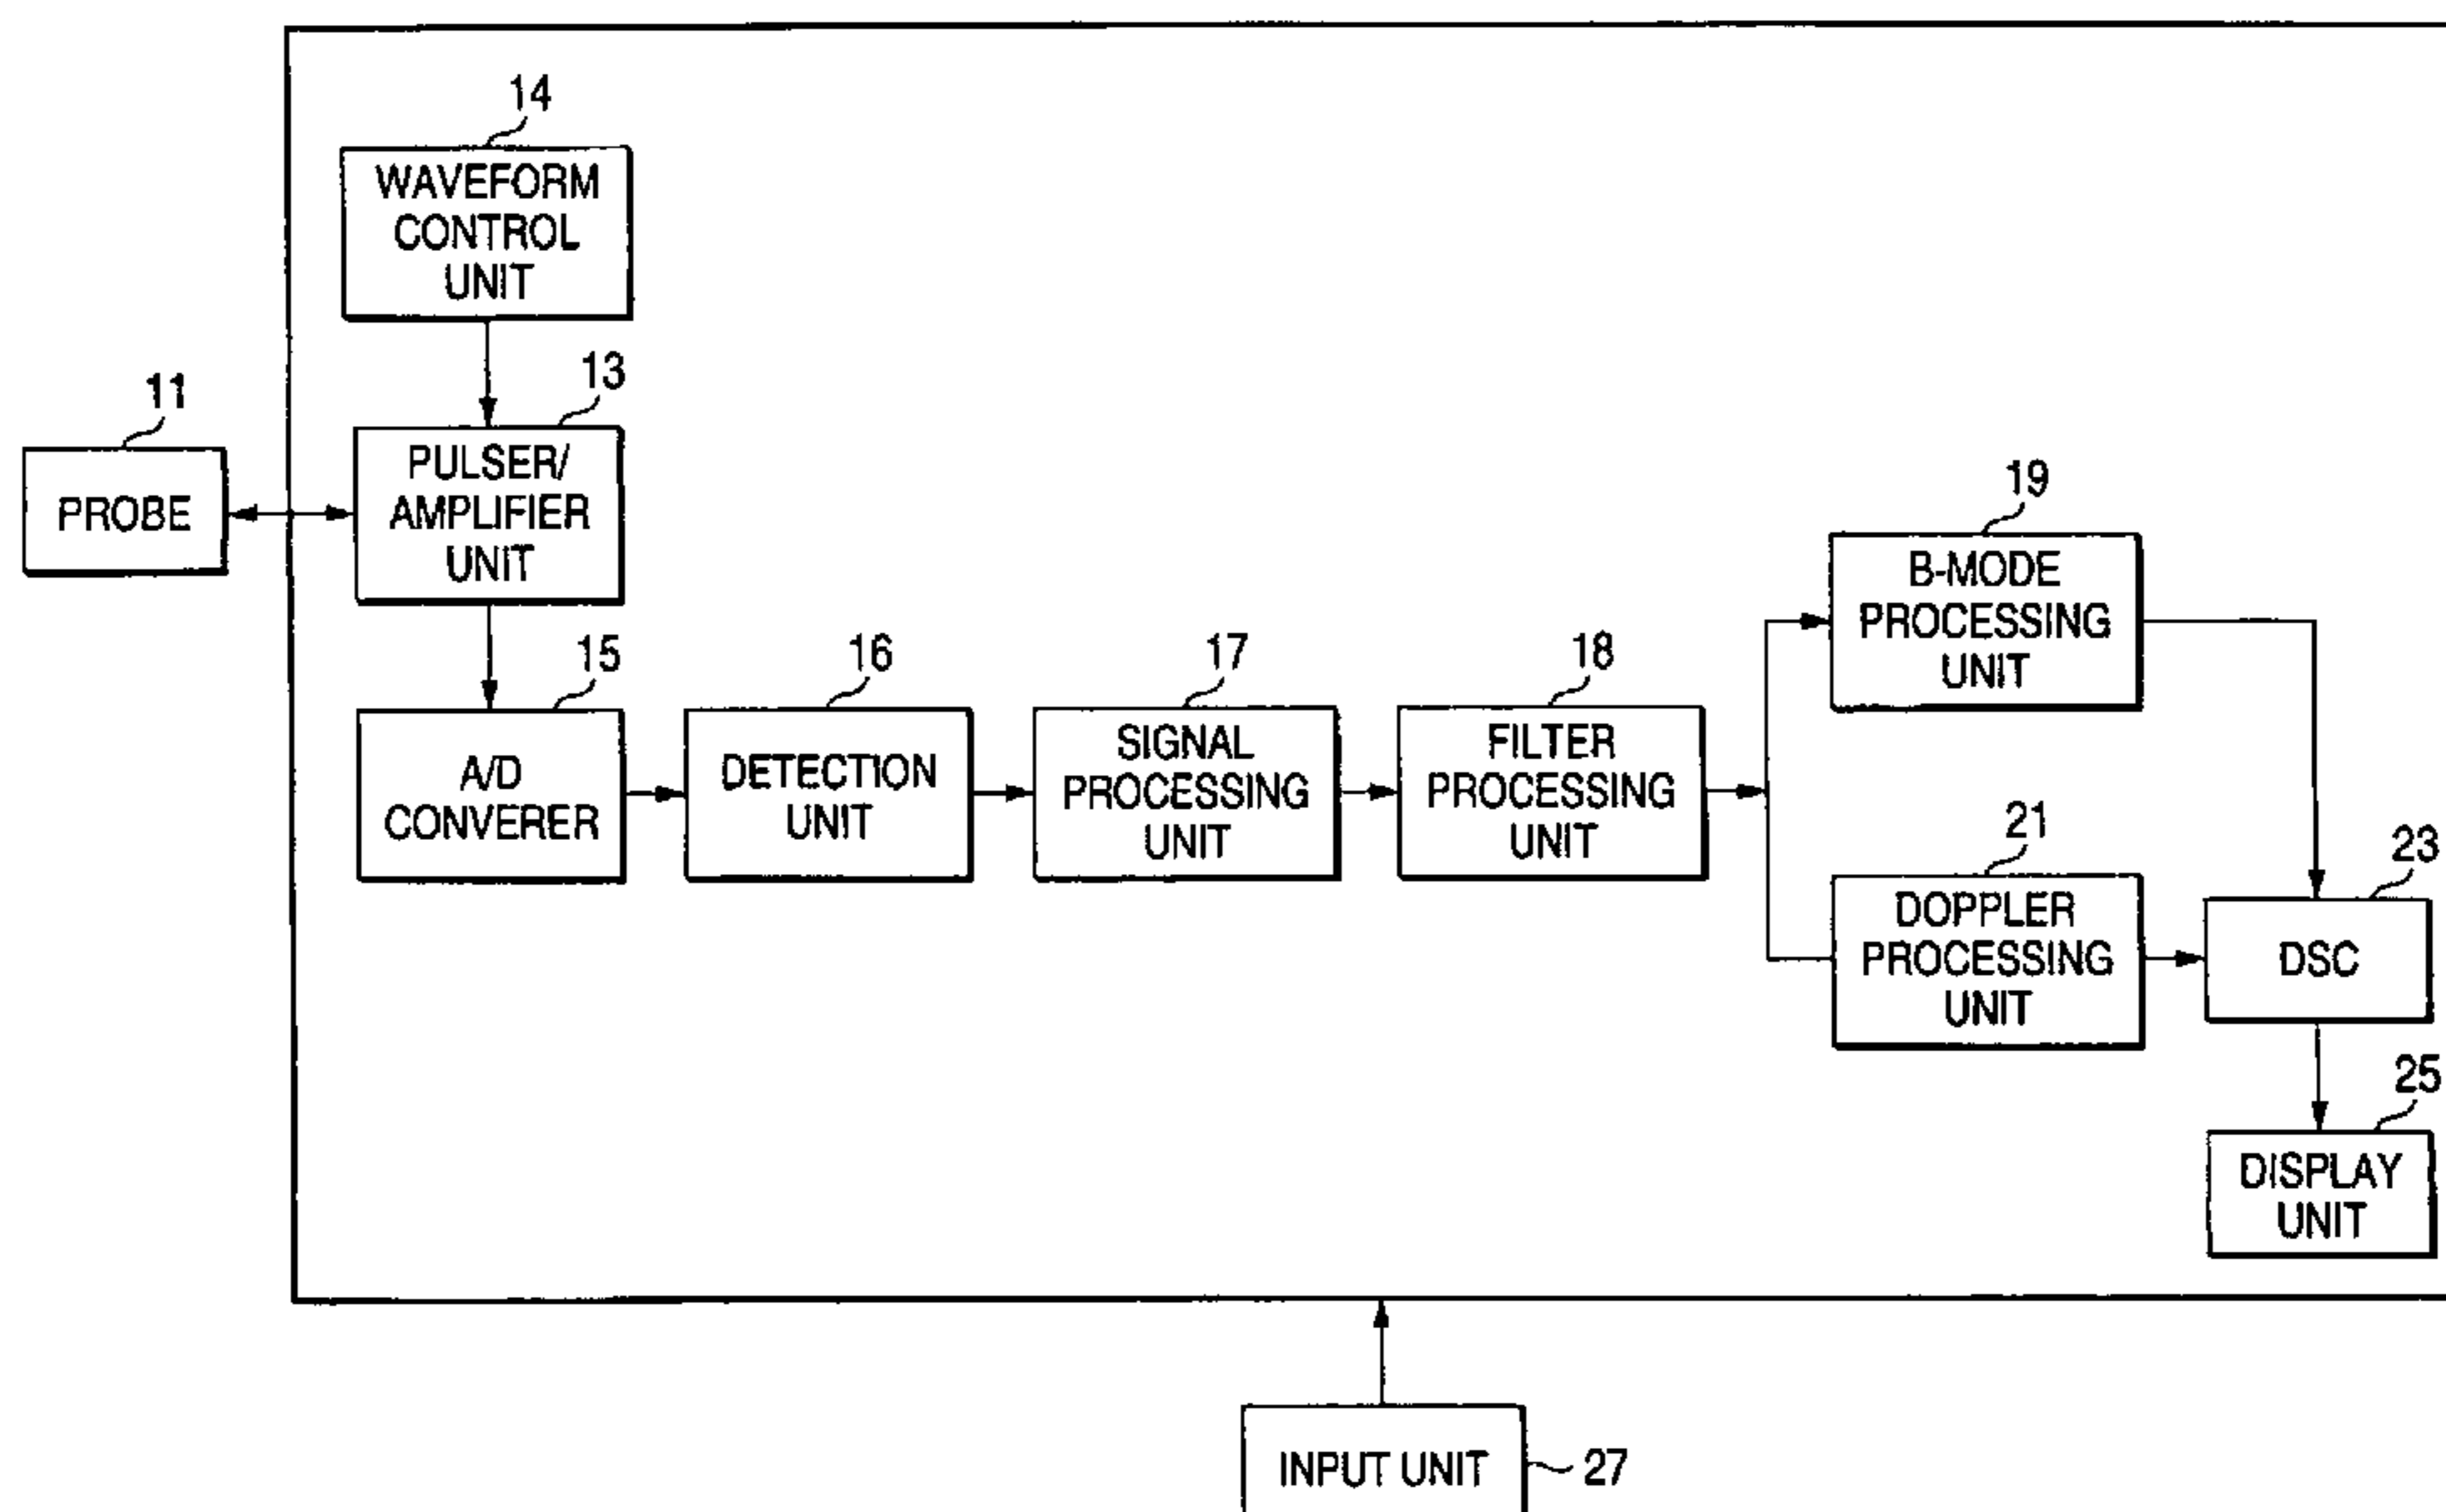 14
WAVEFORM
CONTROL
UNIT
13
11
PULSER/
AMPLIFIER
UNIT
PROBE
19
B-MODE
PROCESSING
UNIT
15
16
17
18
A/D
CONVERER
DETECTION
UNIT
SIGNAL
PROCESSING
UNIT
FILTER
PROCESSING
UNIT
21
23
DOPPLER
PROCESSING
UNIT
DSC
25
DISPLAY
UNIT
INPUT UNIT
27